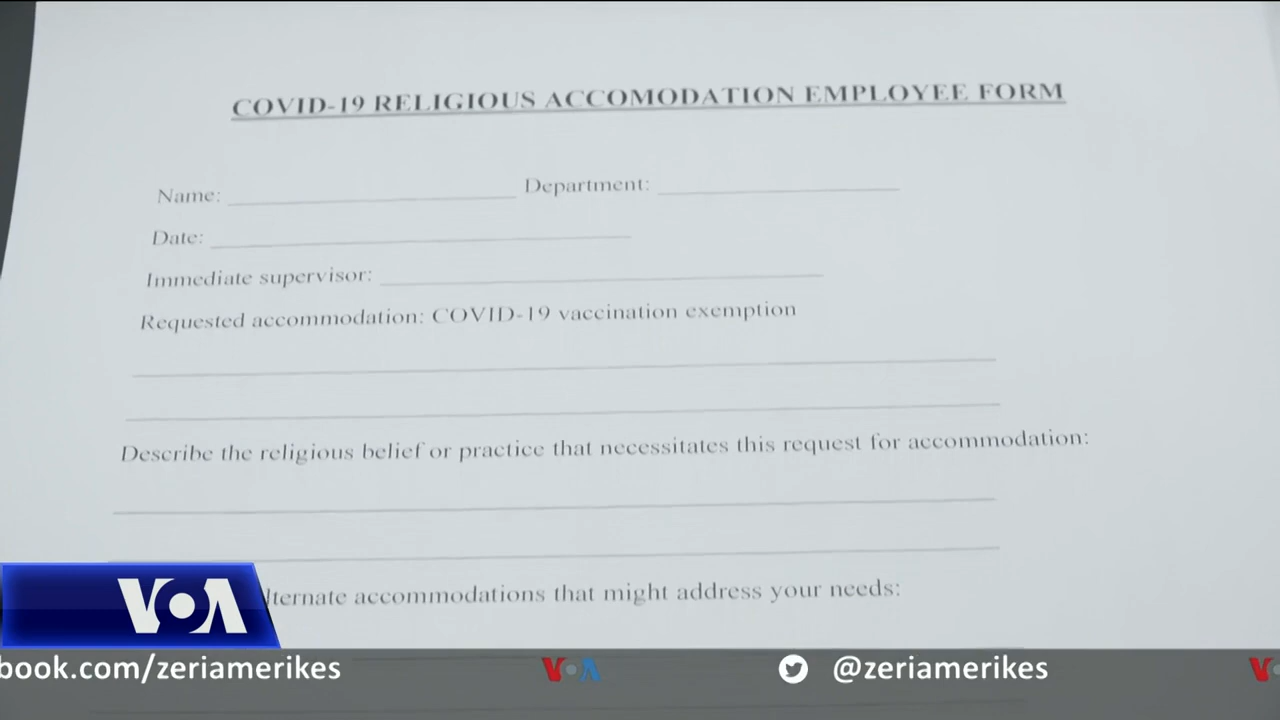 COVID-19 RELIGIOUS ACCOMODATION EMPLOYEE FORM
Name: Department:
Date:
Immediate supervisor:
Requested accommodation: COVID-19 vaccination exemption
Describe the religious belief or practice that necessitates this request for accommodation:
lternate accommodations that might address your needs:
VOA
book.com/zeriamerikes VOA @zeriamerikes